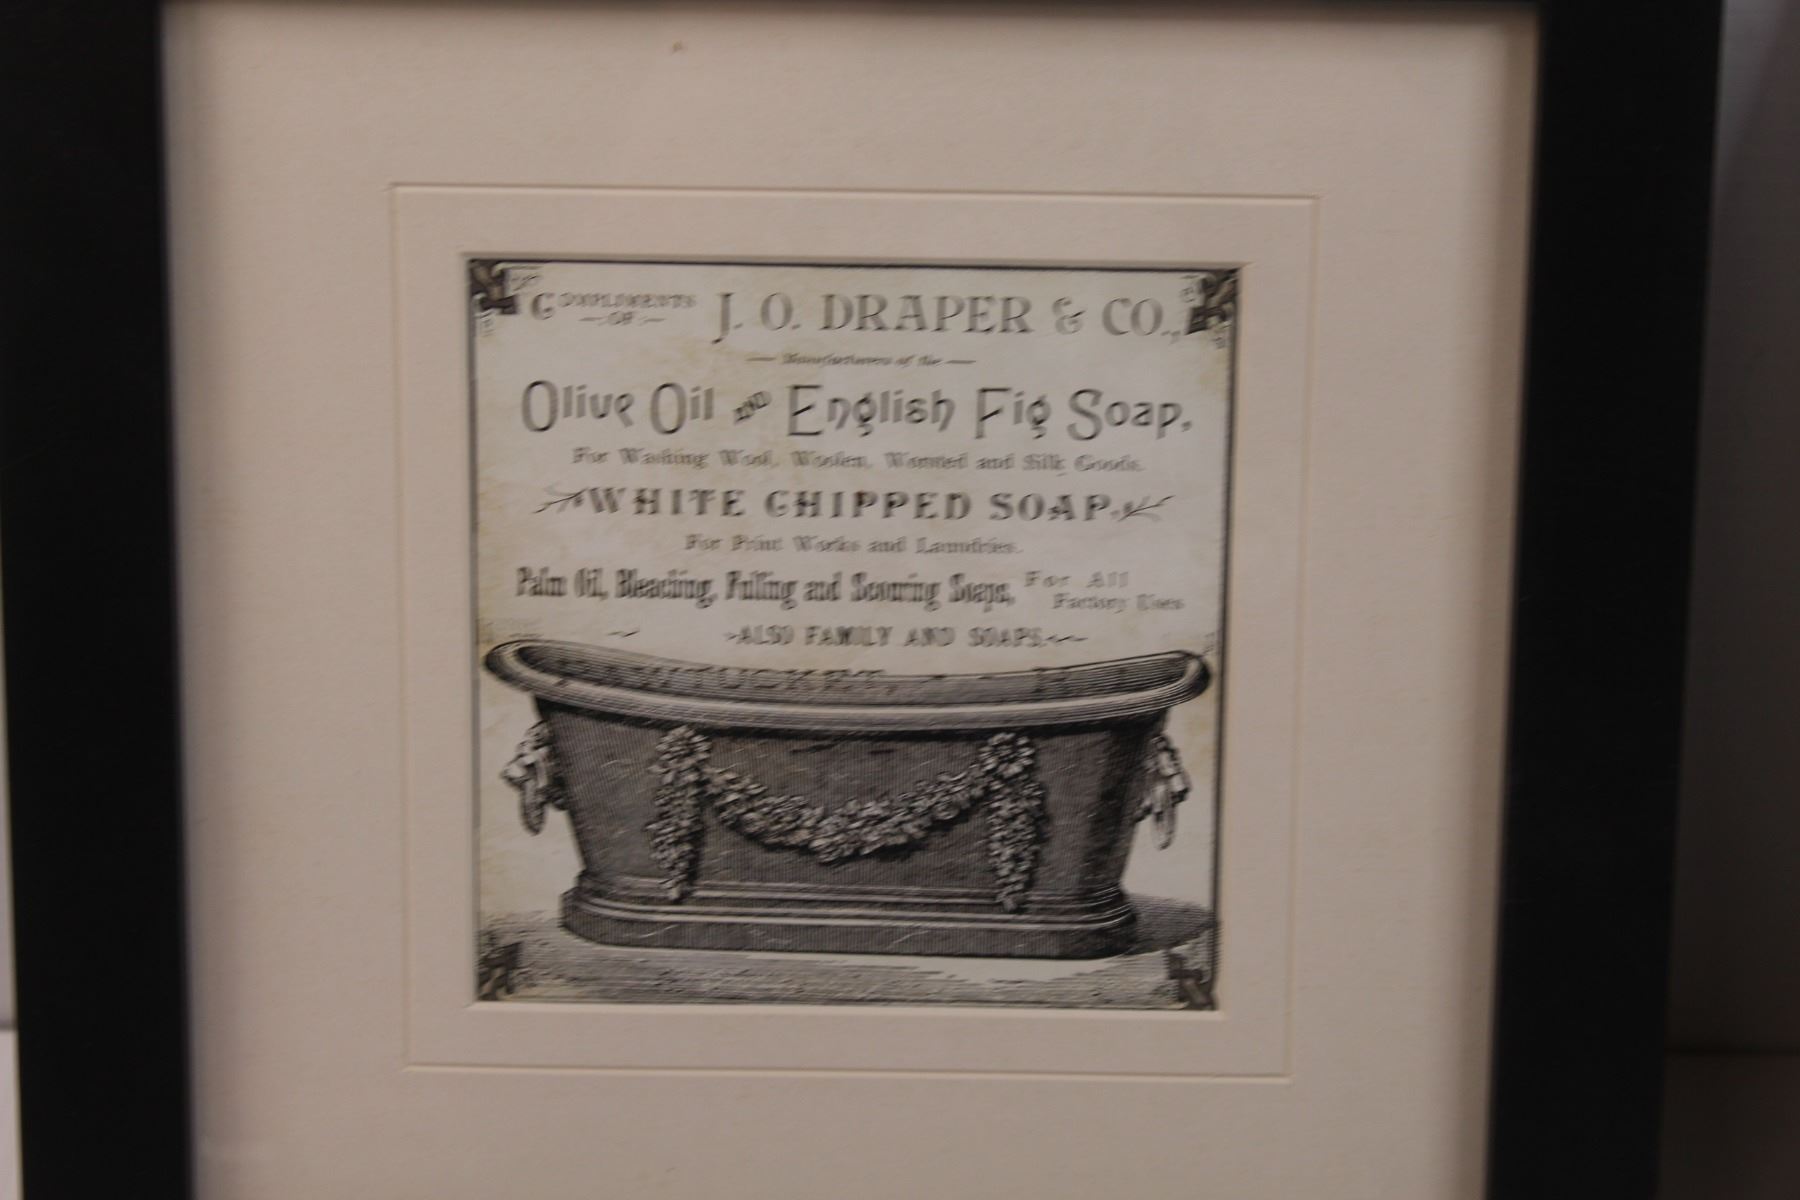 COMPLIMENTS OF J. O. DRAPER & CO.,
Manufacturers of the
Olive Oil AND English Fig Soap,
For Washing Wool, Woolen, Worsted and Silk Goods.
WHITE CHIPPED SOAP.
For Print Works and Laundries.
Palm Oil, Bleaching, Fulling and Scouring Soaps, For All Factory Uses
ALSO FAMILY AND SOAPS.
PAWTUCKET,